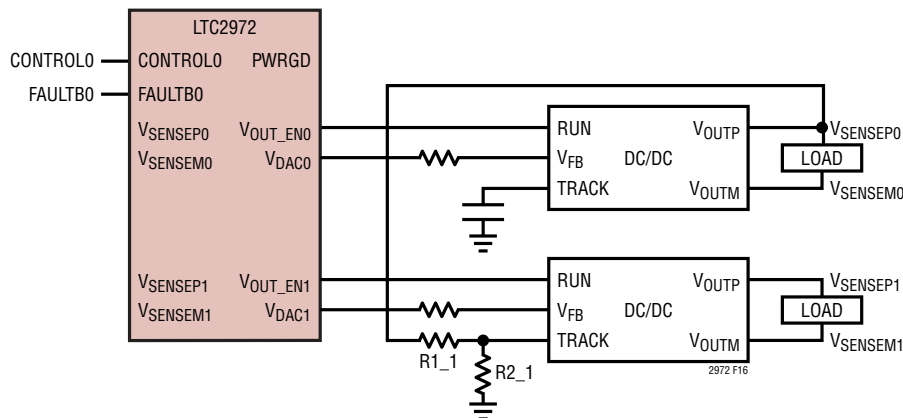 LTC2972
CONTROL0 CONTROL0 PWRGD
FAULTB0 FAULTB0
VSENSEP0 VOUT_EN0 RUN VOUTP VSENSEP0
VSENSEM0 VDAC0 VFB DC/DC LOAD
TRACK VOUTM VSENSEM0
VSENSEP1 VOUT_EN1 RUN VOUTP VSENSEP1
VSENSEM1 VDAC1 VFB DC/DC LOAD
TRACK VOUTM VSENSEM1
R1_1 R2_1
2972 F16